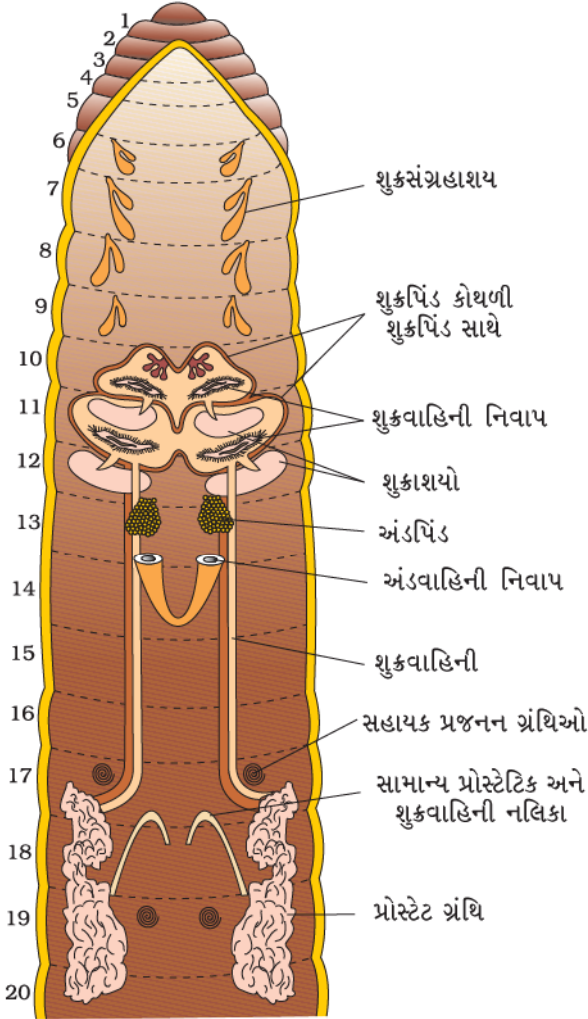 1
2
3
4
5
6
7
શુક્રસંગ્રહાશય
8
9
શુક્રપિંડ કોથળી
શુક્રપિંડ સાથે
10
11
શુક્રવાહિની નિવાપ
12
શુક્રાશયો
13
અંડપિંડ
અંડવાહિની નિવાપ
14
15
શુક્રવાહિની
16
સહાયક પ્રજનન ગ્રંથિઓ
17
સામાન્ય પ્રોસ્ટેટિક અને
શુક્રવાહિની નલિકા
18
19
પ્રોસ્ટેટ ગ્રંથિ
20